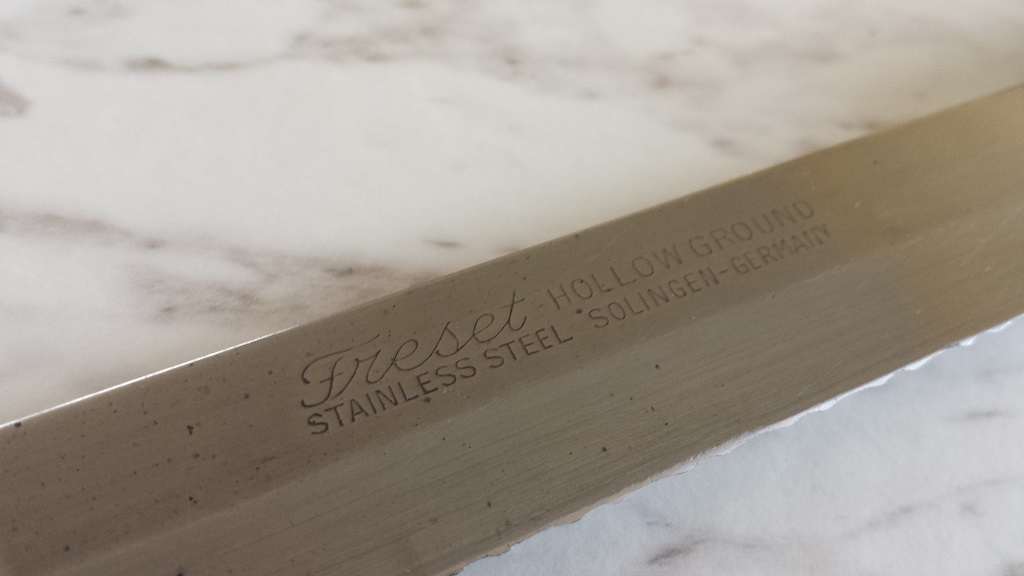 Freset HOLLOW GROUND
STAINLESS STEEL SOLINGEN-GERMANY